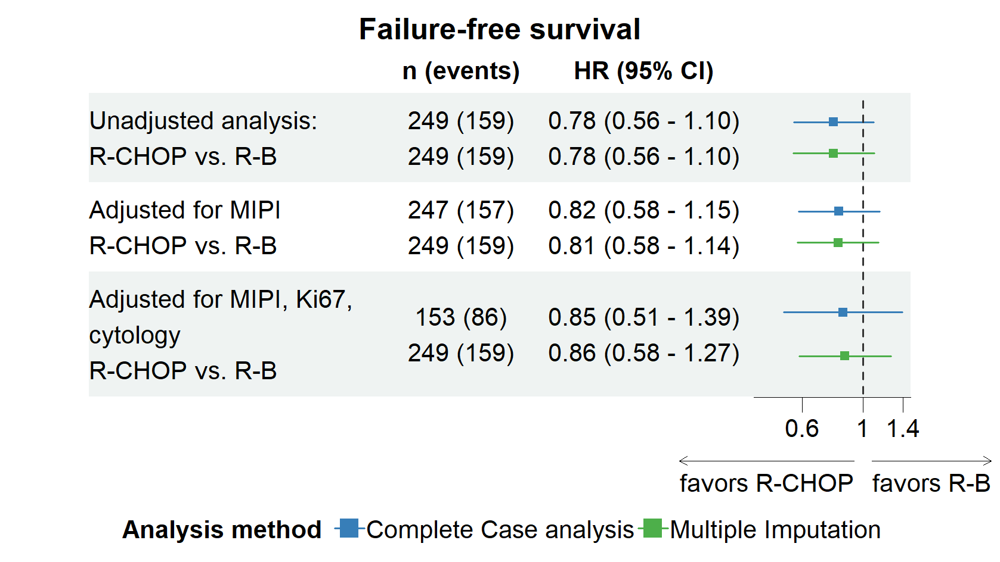 Failure-free survival
n (events) HR (95% CI)
Unadjusted analysis: 249 (159) 0.78 (0.56 - 1.10)
R-CHOP vs. R-B 249 (159) 0.78 (0.56 - 1.10)
Adjusted for MIPI 247 (157) 0.82 (0.58 - 1.15)
R-CHOP vs. R-B 249 (159) 0.81 (0.58 - 1.14)
Adjusted for MIPI, Ki67,
153 (86) 0.85 (0.51 - 1.39)
cytology
249 (159) 0.86 (0.58 - 1.27)
R-CHOP vs. R-B
0.6 1 1.4
favors R-CHOP favors R-B
Analysis method Complete Case analysis Multiple Imputation